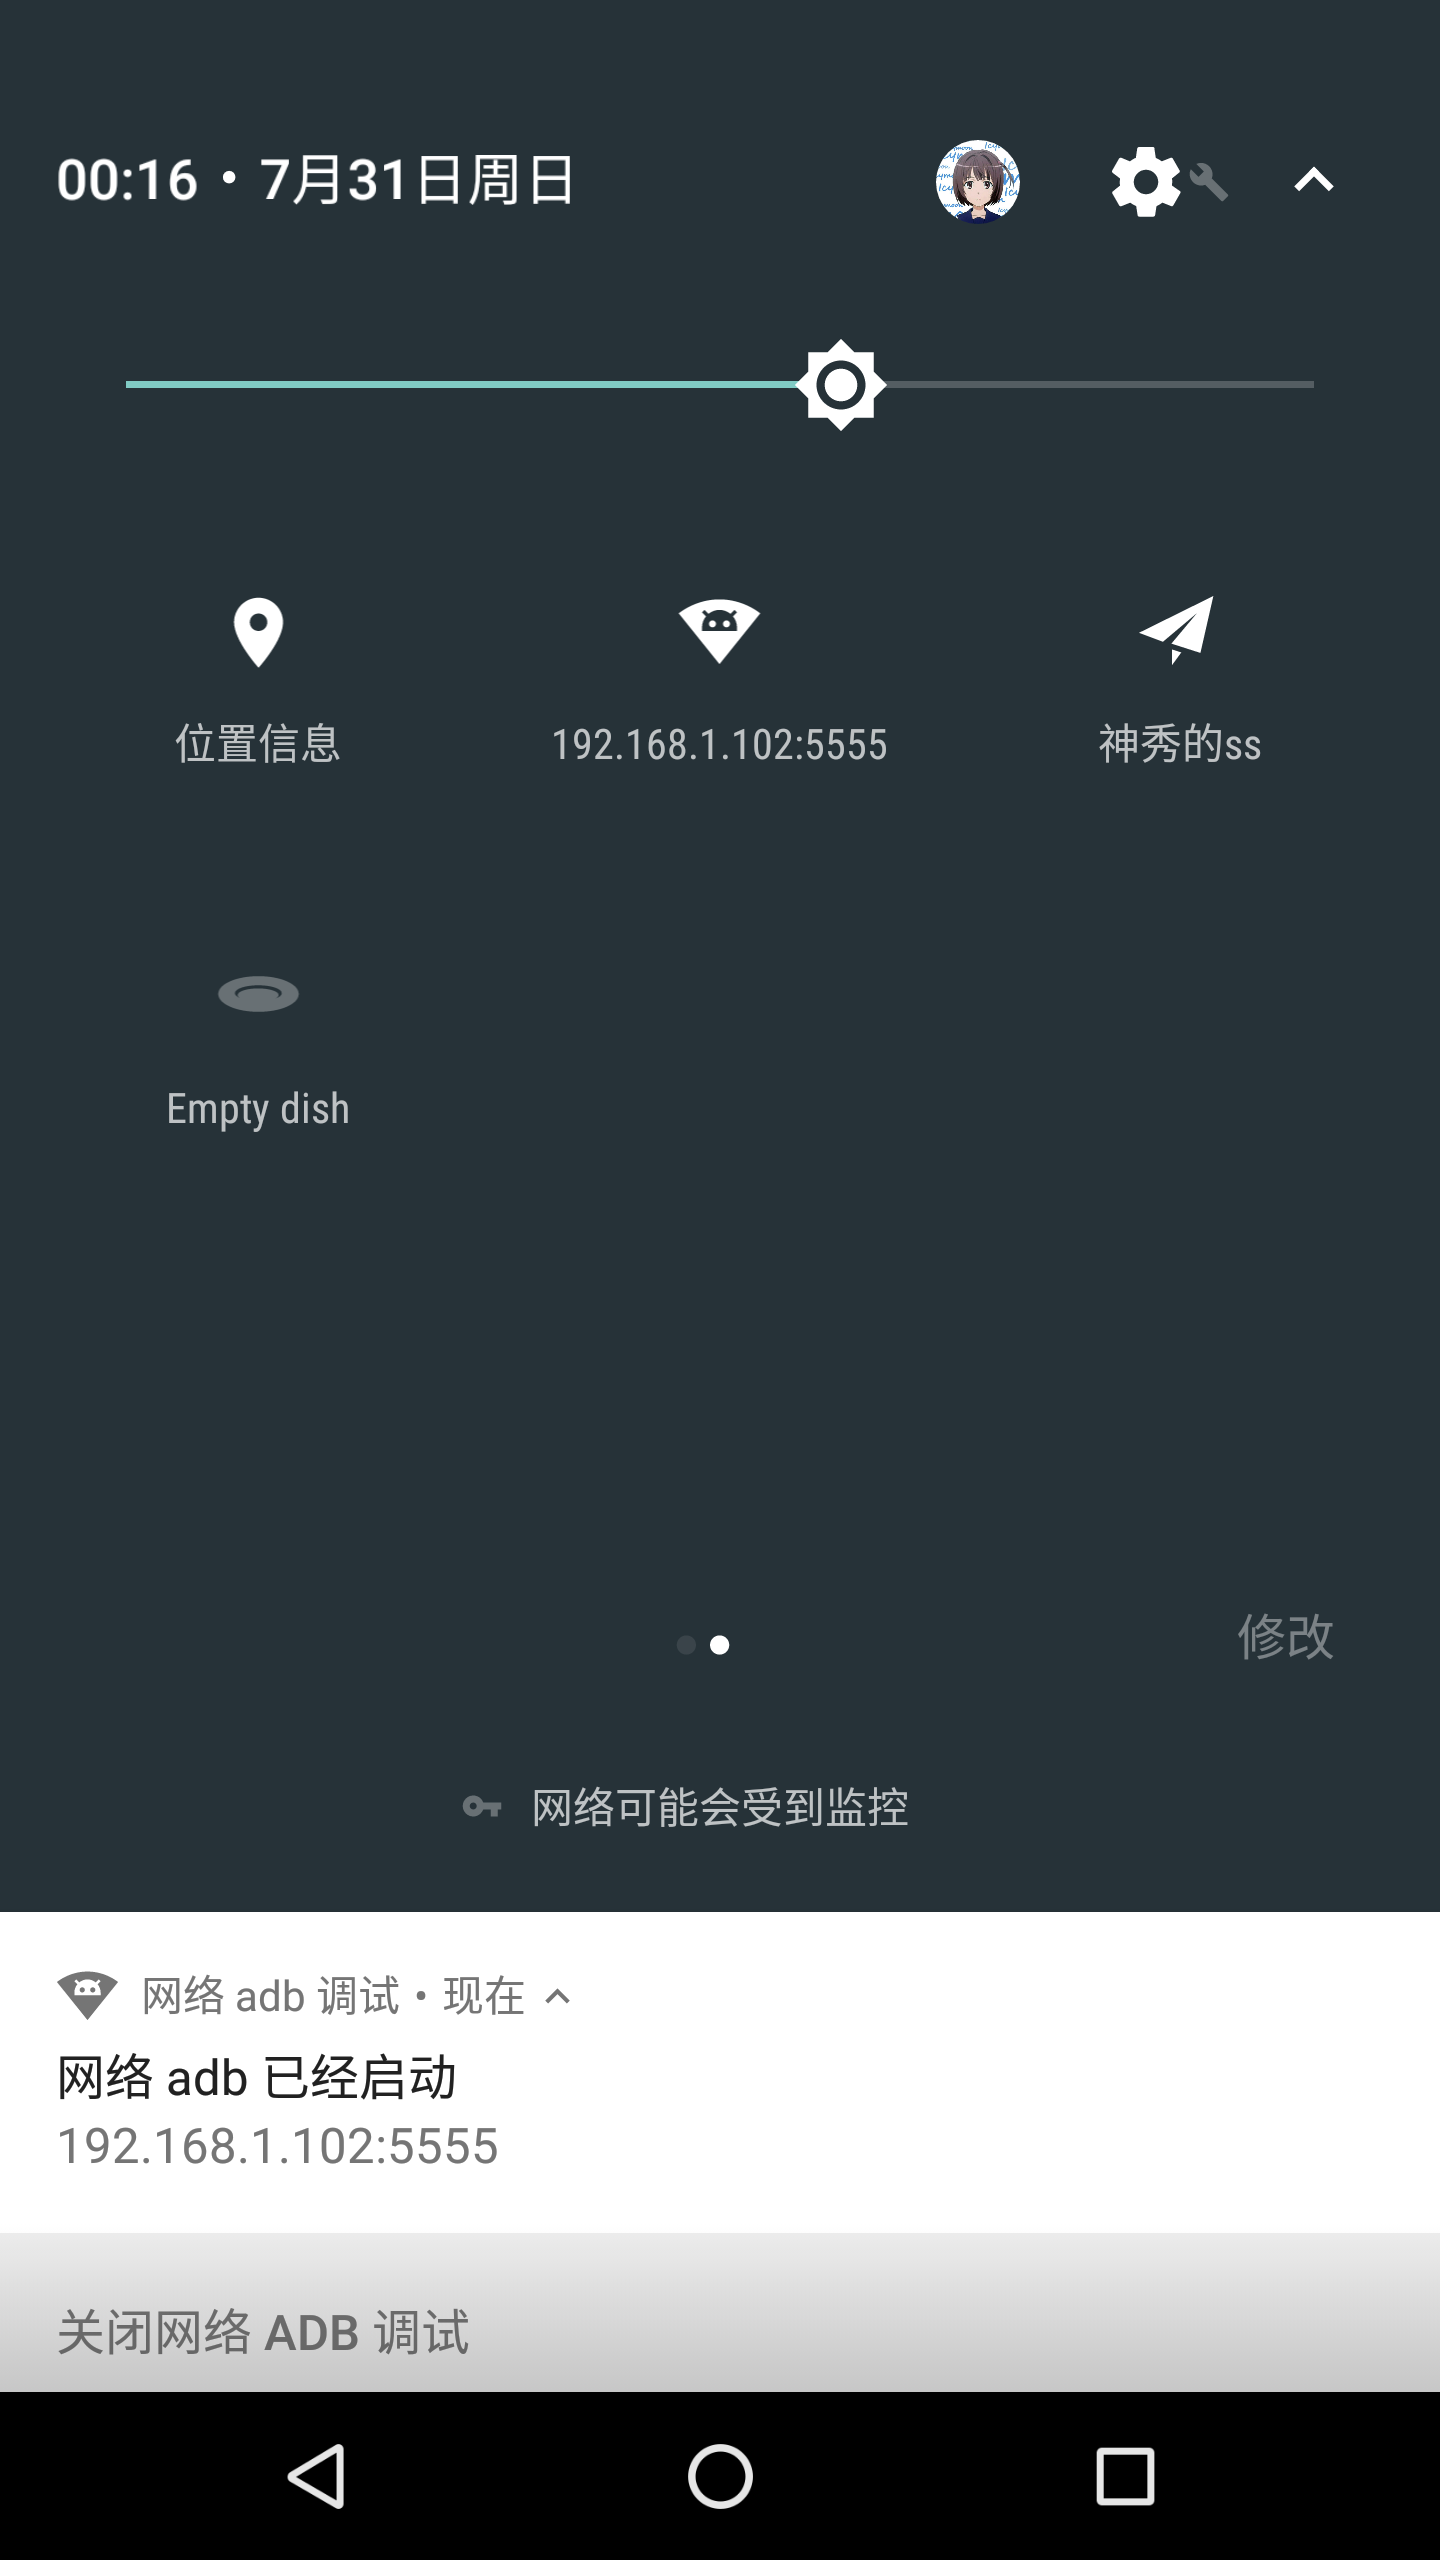 00:16 • 7月31日周日
位置信息
192.168.1.102:5555
神秀的ss
Empty dish
修改
网络可能会受到监控
网络 adb 调试 • 现在
网络 adb 已经启动
192.168.1.102:5555
关闭网络 ADB 调试